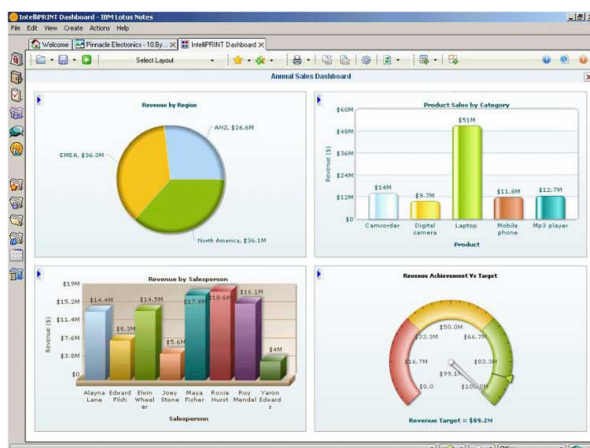 IntelliPRINT Dashboard - IBM Lotus Notes
File Edit View Create Actions Help
Welcome
Pinnacle Electronics - 10.By...
IntelliPRINT Dashboard
Select Layout
Annual Sales Dashboard
Revenue by Region
ANZ, $26.6M
EMEA, $36.3M
North America, $36.1M
Product Sales by Category
Revenue ($)
$60M
$48M
$36M
$24M
$12M
$0
$14M
$9.7M
$51M
$11.8M
$12.7M
Camcorder
Digital camera
Laptop
Mobile phone
Mp3 player
Product
Revenue by Salesperson
Revenue ($)
$19M
$15.2M
$11.4M
$7.6M
$3.8M
$0
$14.4M
$8.3M
$14.5M
$5.6M
$17.8M
$18.6M
$16.1M
$4M
Alayna Lane
Edward Filch
Elvin Wheel er
Joey Stone
Maya Fisher
Roxie Hurst
Roy Mendel
Yaron Edward s
Salesperson
Revenue Achievement Vs Target
$50.0M
$33.3M
$66.7M
$16.7M
$83.3M
$99.1M
$0.0
$100.0M
Revenue Target = $89.2M